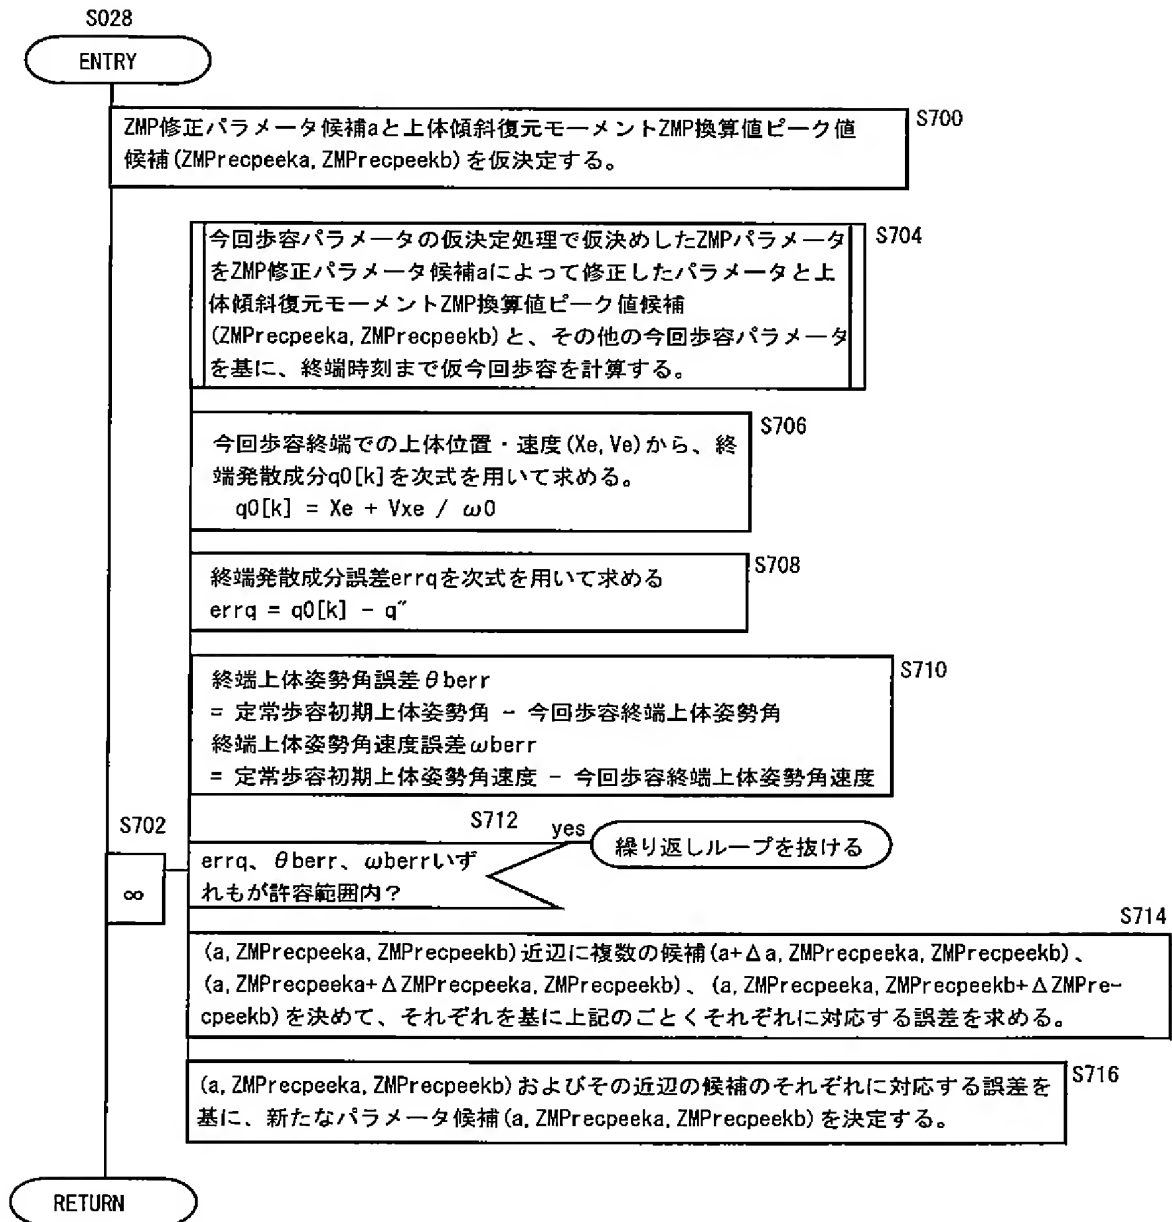 S028
ENTRY
S700
ZMP修正パラメータ候補aと上体傾斜復元モーメントZMP換算値ピーク値
候補(ZMPrecpeeka, ZMPrecpeekb)を仮決定する。
S704
今回歩容パラメータの仮決定処理で仮決めしたZMPパラメータ
をZMP修正パラメータ候補aによって修正したパラメータと上
体傾斜復元モーメントZMP換算値ピーク値候補
(ZMPrecpeeka, ZMPrecpeekb)と、その他の今回歩容パラメータ
を基に、終端時刻まで仮今回歩容を計算する。
S706
今回歩容終端での上体位置・速度(Xe, Ve)から、終
端発散成分q0[k]を次式を用いて求める。
q0[k] = Xe + Vxe / ω0
S708
終端発散成分誤差errqを次式を用いて求める
errq = q0[k] - q″
S710
終端上体姿勢角誤差θberr
= 定常歩容初期上体姿勢角 - 今回歩容終端上体姿勢角
終端上体姿勢角速度誤差ωberr
= 定常歩容初期上体姿勢角速度 - 今回歩容終端上体姿勢角速度
S702
∞
S712
yes
繰り返しループを抜ける
errq、θberr、ωberrいず
れもが許容範囲内？
S714
(a, ZMPrecpeeka, ZMPrecpeekb)近辺に複数の候補(a+Δa, ZMPrecpeeka, ZMPrecpeekb)、
(a, ZMPrecpeeka+ΔZMPrecpeeka, ZMPrecpeekb)、(a, ZMPrecpeeka, ZMPrecpeekb+ΔZMPre-
cpeekb)を決めて、それぞれを基に上記のごとくそれぞれに対応する誤差を求める。
S716
(a, ZMPrecpeeka, ZMPrecpeekb)およびその近辺の候補のそれぞれに対応する誤差を
基に、新たなパラメータ候補(a, ZMPrecpeeka, ZMPrecpeekb)を決定する。
RETURN